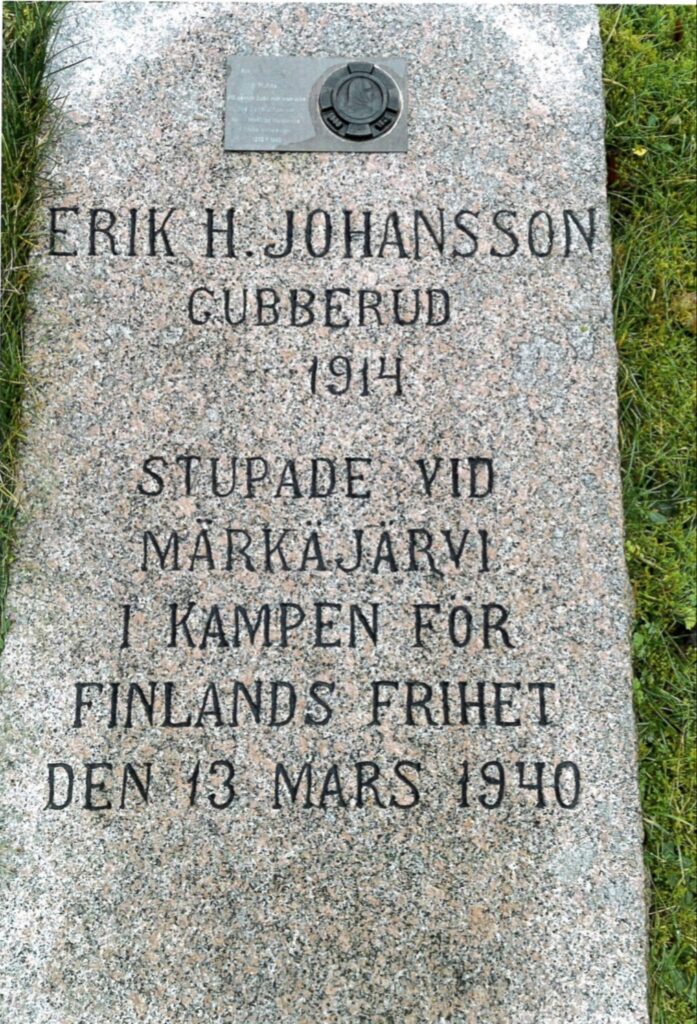 ERIK H. JOHANSSON
GUBBERUD
1914
STUPADE VID
MÄRKÄJÄRVI
I KAMPEN FÖR
FINLANDS FRIHET
DEN 13 MARS 1940